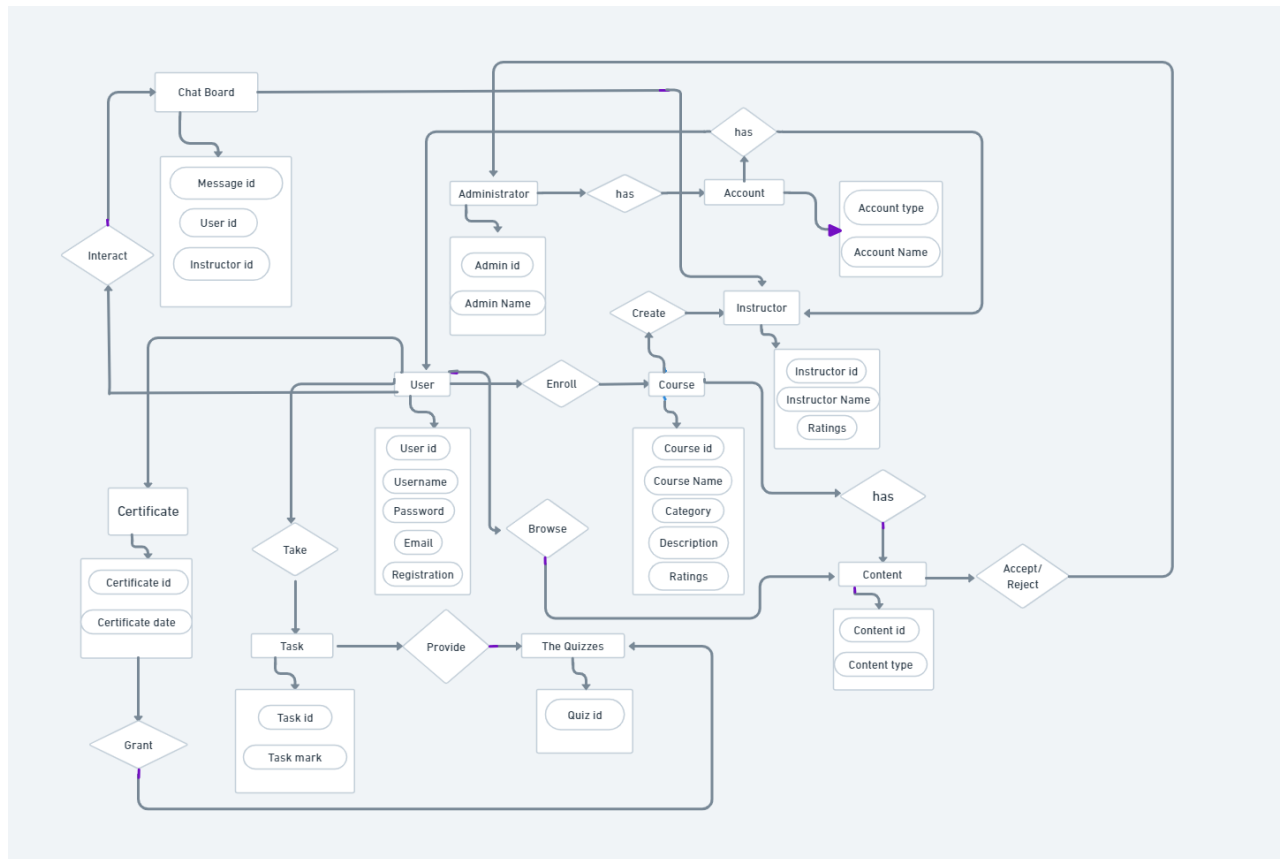 Chat Board
Message id
User id
Instructor id
Interact
has
Administrator
has
Account
Account type
Account Name
Admin id
Admin Name
Create
Instructor
Instructor id
Instructor Name
Ratings
User
Enroll
Course
User id
Username
Password
Email
Registration
Course id
Course Name
Category
Description
Ratings
has
Browse
Content
Accept/
Reject
Content id
Content type
Certificate
Certificate id
Certificate date
Take
Task
Provide
The Quizzes
Task id
Task mark
Quiz id
Grant